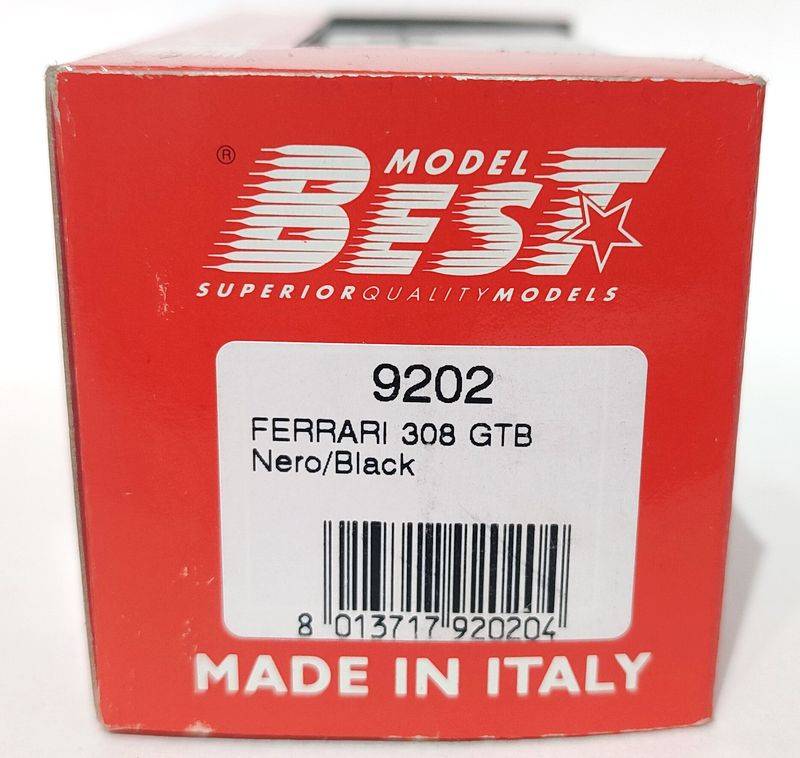 ®
MODEL
BEST
SUPERIORQUALITYMODELS
9202
FERRARI 308 GTB
Nero/Black
8 013717 920204
MADE IN ITALY